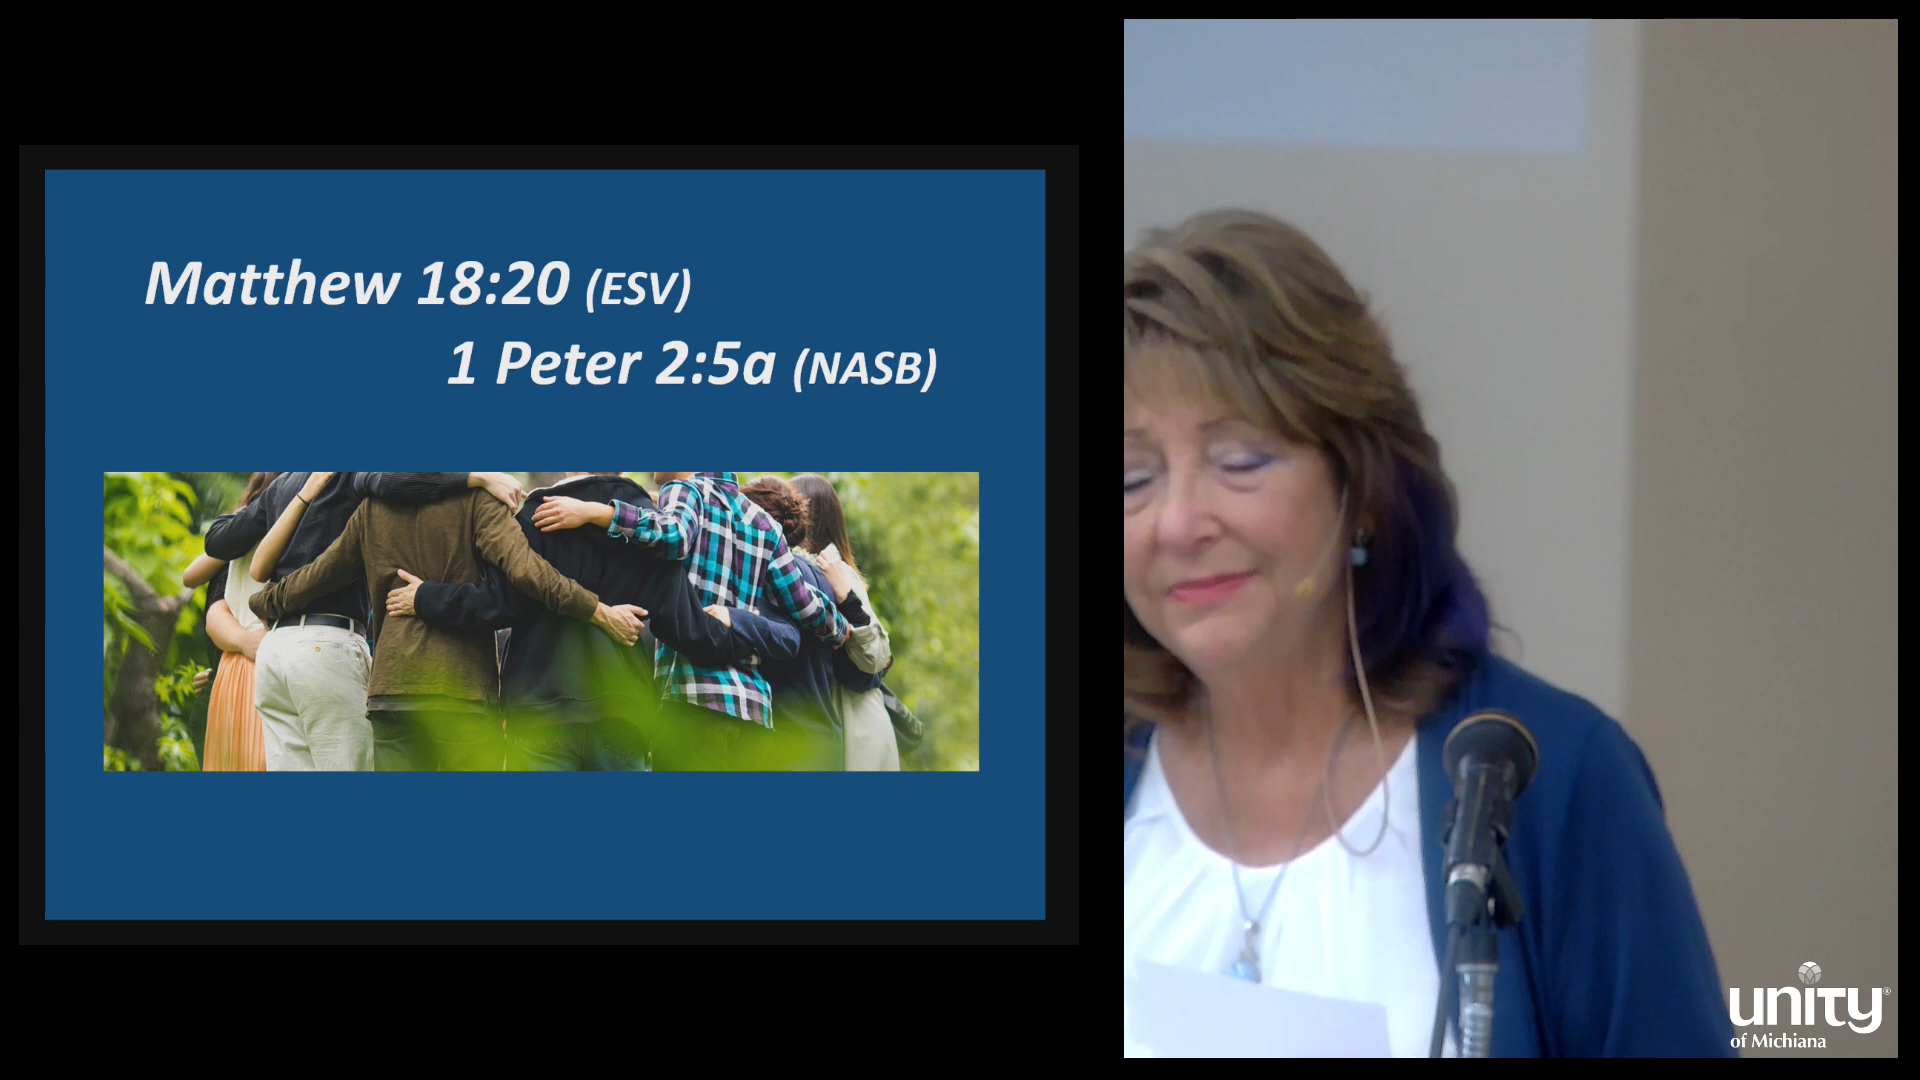 Matthew 18:20 (ESV)
1 Peter 2:5a (NASB)
unity®
of Michiana